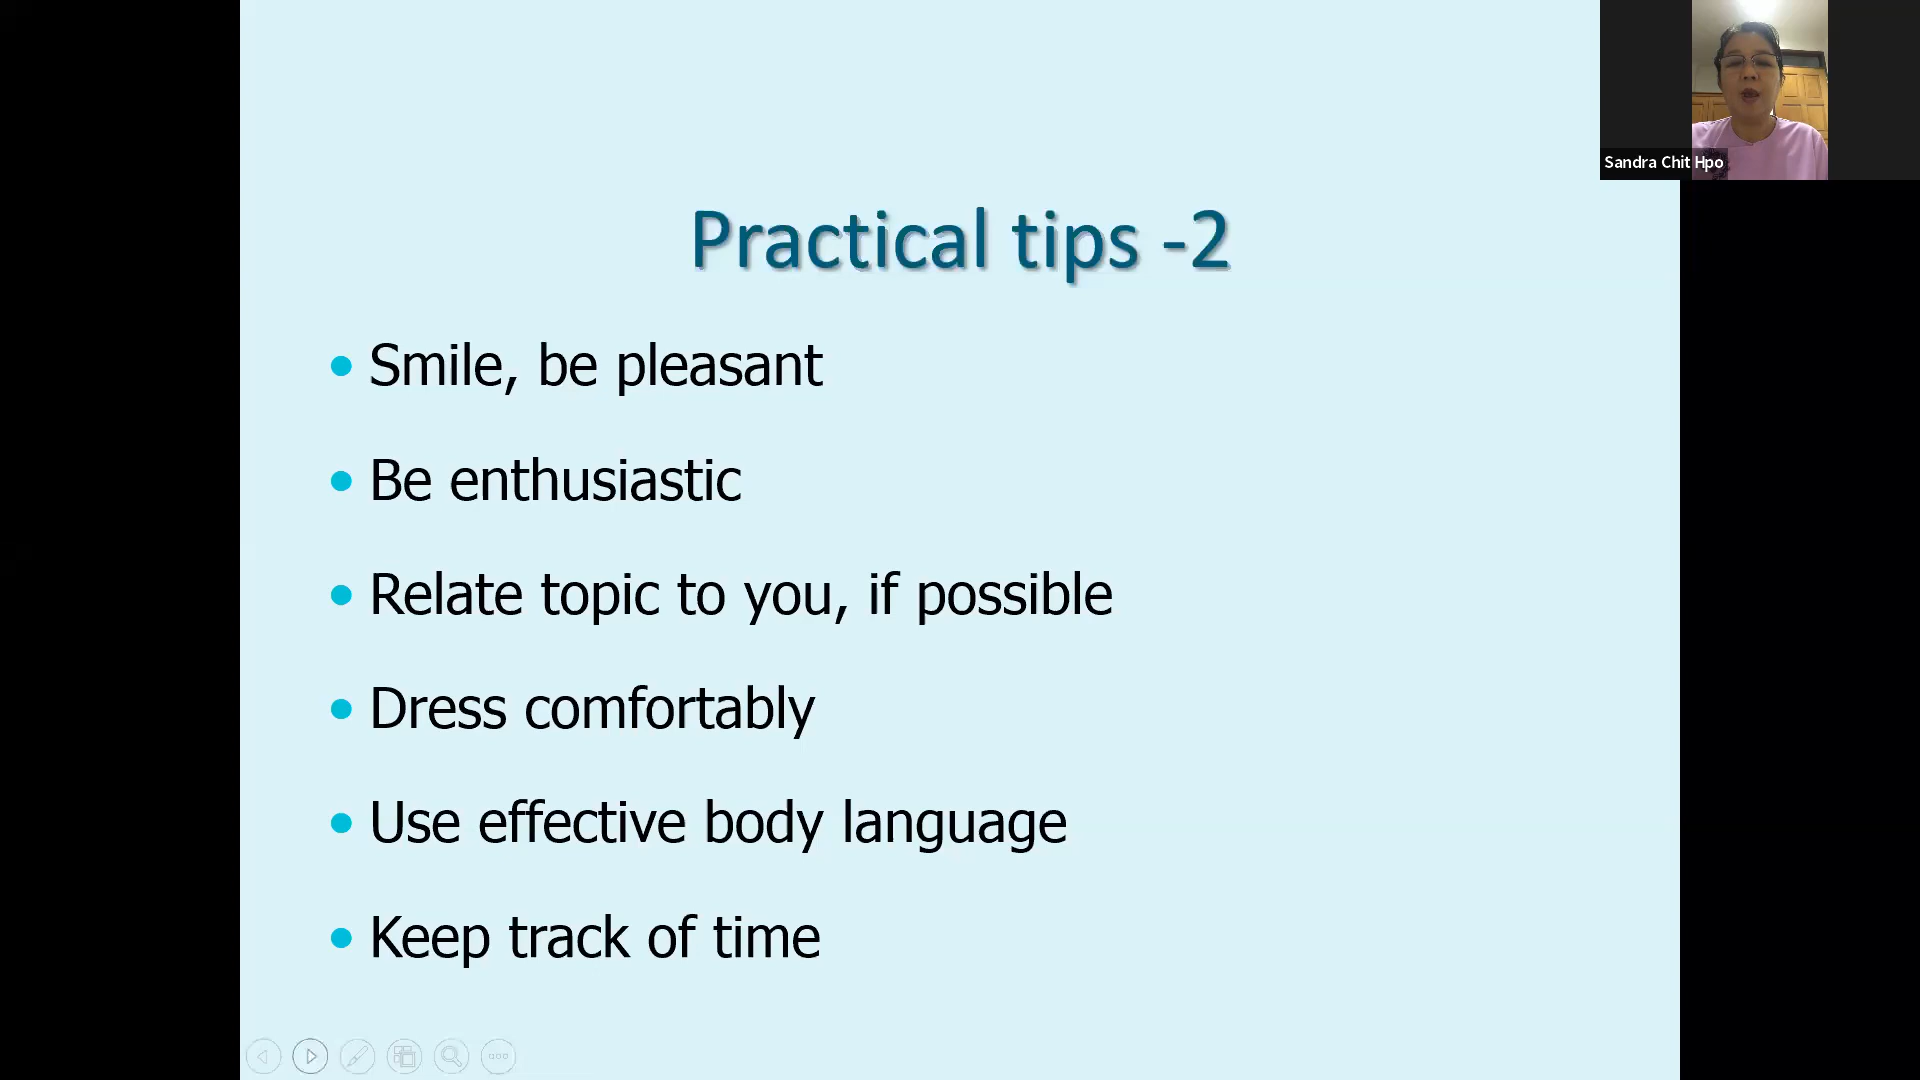 Sandra Chit Hpo
Practical tips -2
• Smile, be pleasant
• Be enthusiastic
• Relate topic to you, if possible
• Dress comfortably
• Use effective body language
• Keep track of time